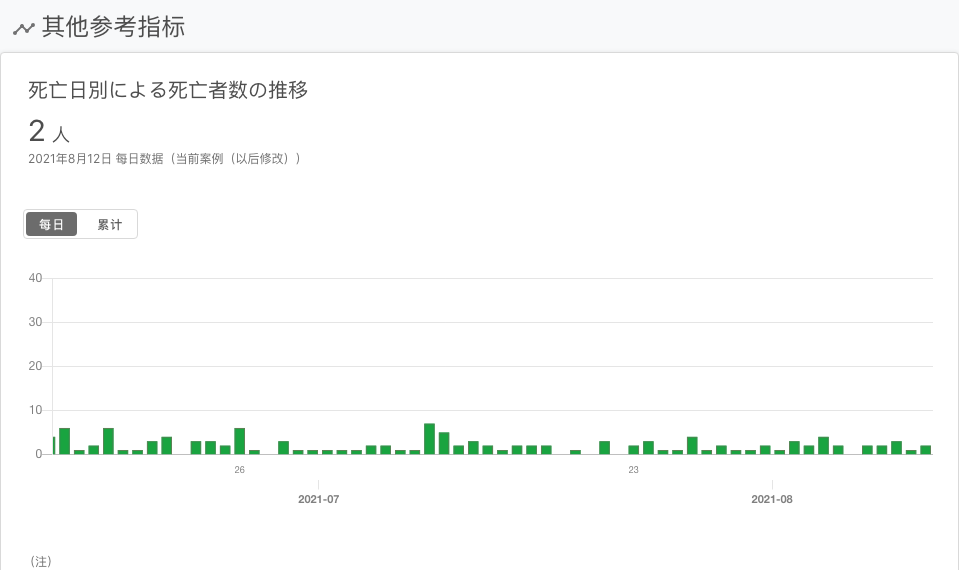 其他参考指标
死亡日別による死亡者数の推移
2 人
2021年8月12日 每日数据（当前案例（以后修改））
每日 累计
40
30
20
10
0
26 23
2021-07 2021-08
（注）